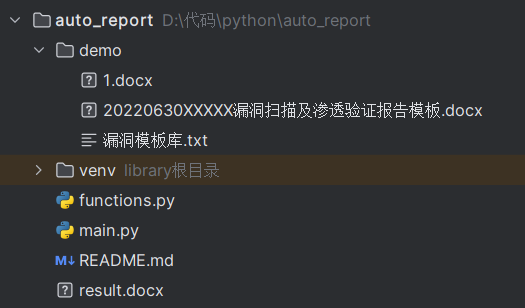 auto_report D:\代码\python\auto_report
demo
1.docx
20220630XXXXX漏洞扫描及渗透验证报告模板.docx
漏洞模板库.txt
venv library根目录
functions.py
main.py
README.md
result.docx